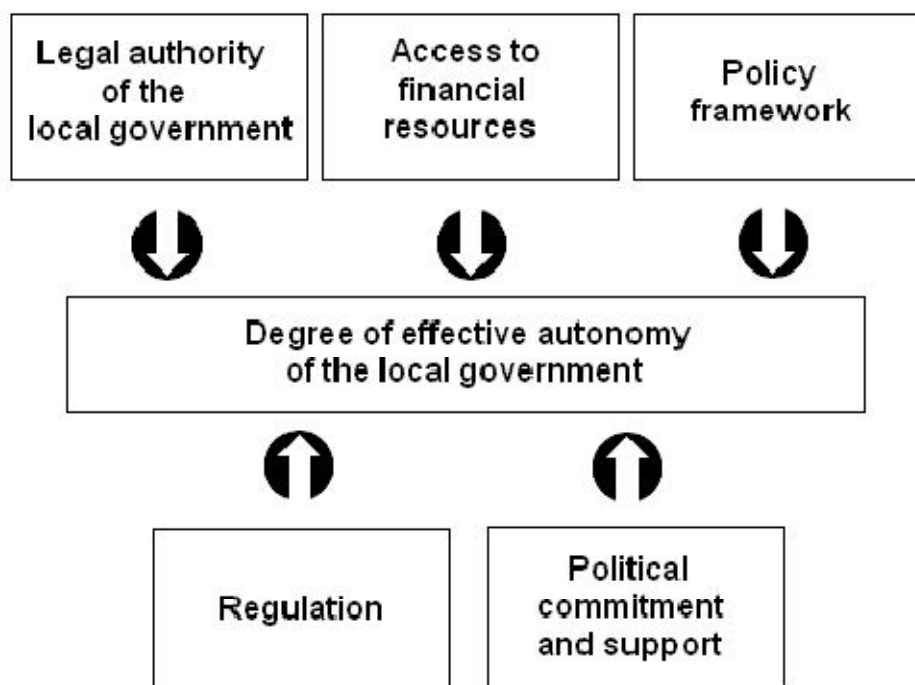 Legal authority
of the
local government
Access to
financial
resources
Policy
framework
Degree of effective autonomy
of the local government
Regulation
Political
commitment
and support